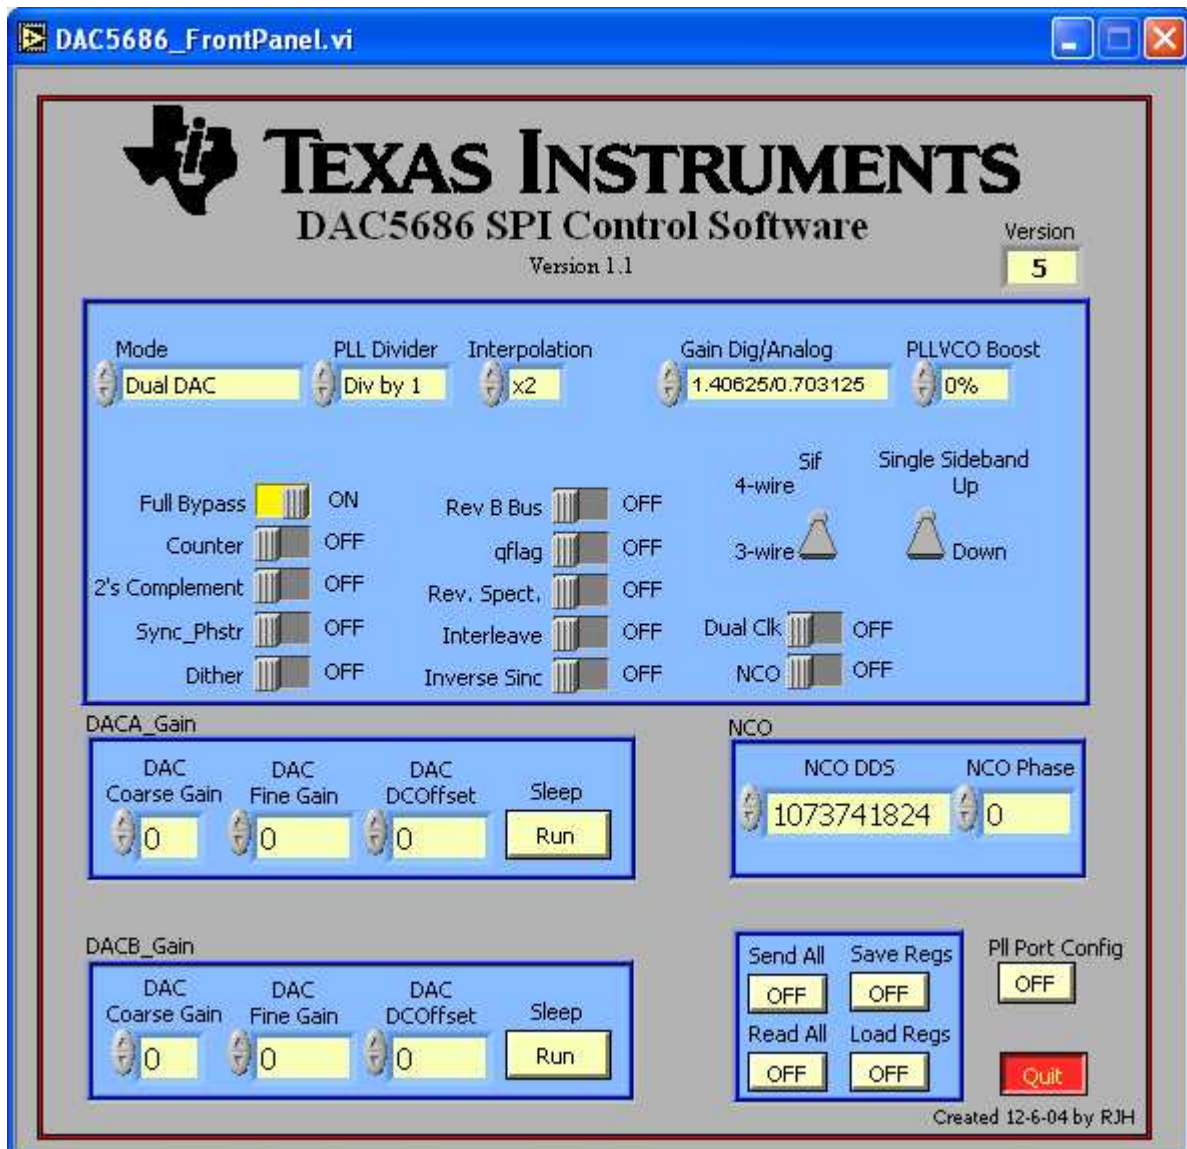 DAC5686_FrontPanel.vi
TEXAS INSTRUMENTS
DAC5686 SPI Control Software
Version 1.1
Version
5
Mode PLL Divider Interpolation Gain Dig/Analog PLLVCO Boost
Dual DAC Div by 1 x2 1.40625/0.703125 0%
Full Bypass ON
Counter OFF
2's Complement OFF
Sync_Phstr OFF
Dither OFF
Rev B Bus OFF
qflag OFF
Rev. Spect. OFF
Interleave OFF
Inverse Sinc OFF
Sif
4-wire
3-wire
Single Sideband
Up
Down
Dual Clk OFF
NCO OFF
DACA_Gain
DAC Coarse Gain
DAC Fine Gain
DAC DCOffset
Sleep
0 0 0 Run
NCO
NCO DDS NCO Phase
1073741824 0
DACB_Gain
DAC Coarse Gain
DAC Fine Gain
DAC DCOffset
Sleep
0 0 0 Run
Send All Save Regs
OFF OFF
Read All Load Regs
OFF OFF
Pll Port Config
OFF
Quit
Created 12-6-04 by RJH